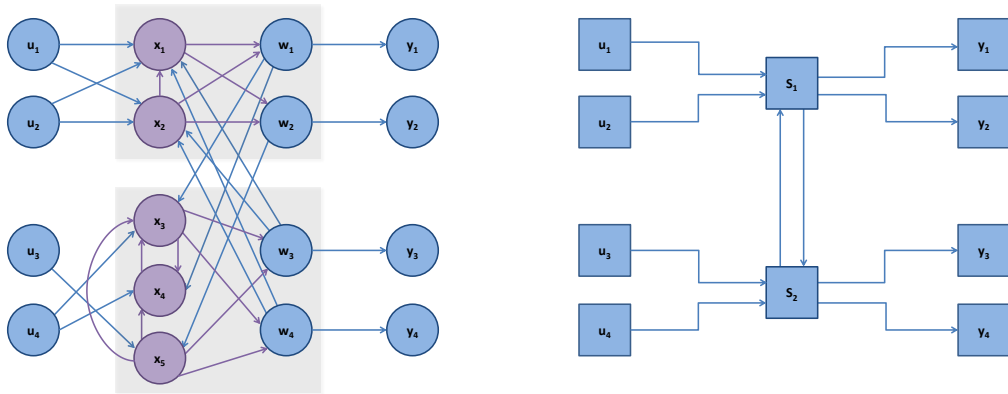 u₁ x₁ w₁ y₁
u₂ x₂ w₂ y₂
x₃
u₃ w₃ y₃
x₄
u₄ w₄ y₄
x₅
u₁ y₁
S₁
u₂ y₂
u₃ y₃
S₂
u₄ y₄